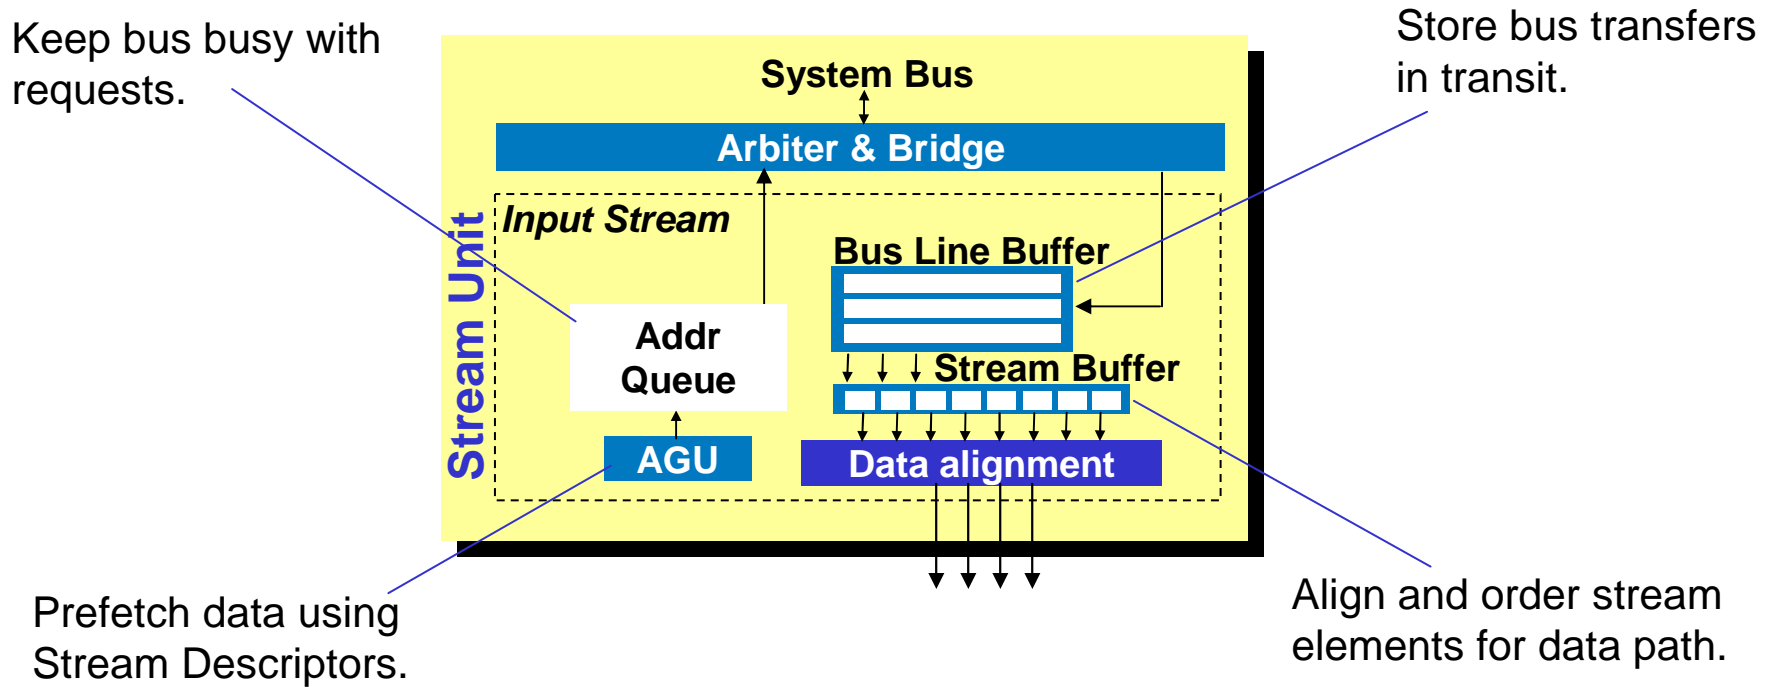 Keep bus busy with
requests.
Store bus transfers
in transit.
System Bus
Arbiter & Bridge
Stream Unit
Input Stream
Bus Line Buffer
Addr
Queue
Stream Buffer
AGU
Data alignment
Prefetch data using
Stream Descriptors.
Align and order stream
elements for data path.